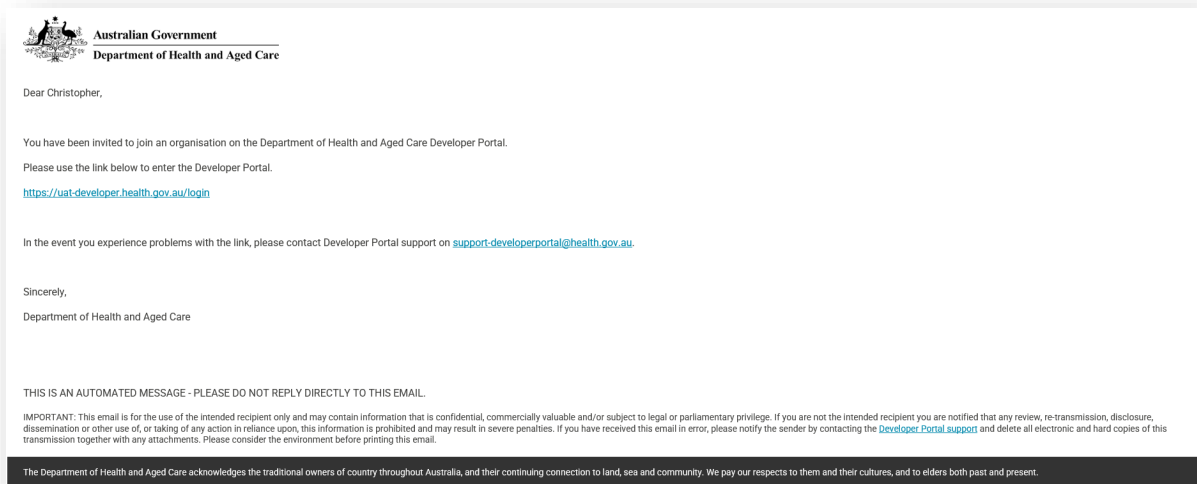 Australian Government
Department of Health and Aged Care
Dear Christopher,
You have been invited to join an organisation on the Department of Health and Aged Care Developer Portal.
Please use the link below to enter the Developer Portal.
https://uat-developer.health.gov.au/login
In the event you experience problems with the link, please contact Developer Portal support on support-developerportal@health.gov.au.
Sincerely,
Department of Health and Aged Care
THIS IS AN AUTOMATED MESSAGE - PLEASE DO NOT REPLY DIRECTLY TO THIS EMAIL.
IMPORTANT: This email is for the use of the intended recipient only and may contain information that is confidential, commercially valuable and/or subject to legal or parliamentary privilege. If you are not the intended recipient you are notified that any review, re-transmission, disclosure,
dissemination or other use of, or taking of any action in reliance upon, this information is prohibited and may result in severe penalties. If you have received this email in error, please notify the sender by contacting the Developer Portal support and delete all electronic and hard copies of this
transmission together with any attachments. Please consider the environment before printing this email.
The Department of Health and Aged Care acknowledges the traditional owners of country throughout Australia, and their continuing connection to land, sea and community. We pay our respects to them and their cultures, and to elders both past and present.